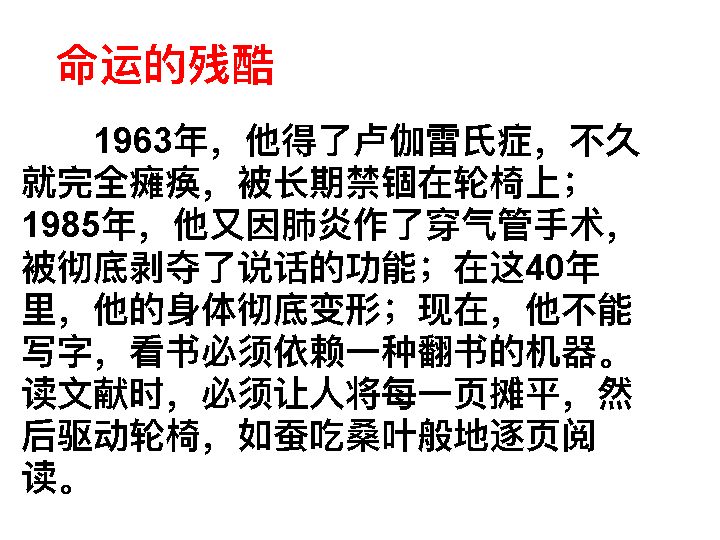 命运的残酷
1963年，他得了卢伽雷氏症，不久
就完全瘫痪，被长期禁锢在轮椅上；
1985年，他又因肺炎作了穿气管手术，
被彻底剥夺了说话的功能；在这40年
里，他的身体彻底变形；现在，他不能
写字，看书必须依赖一种翻书的机器。
读文献时，必须让人将每一页摊平，然
后驱动轮椅，如蚕吃桑叶般地逐页阅
读。